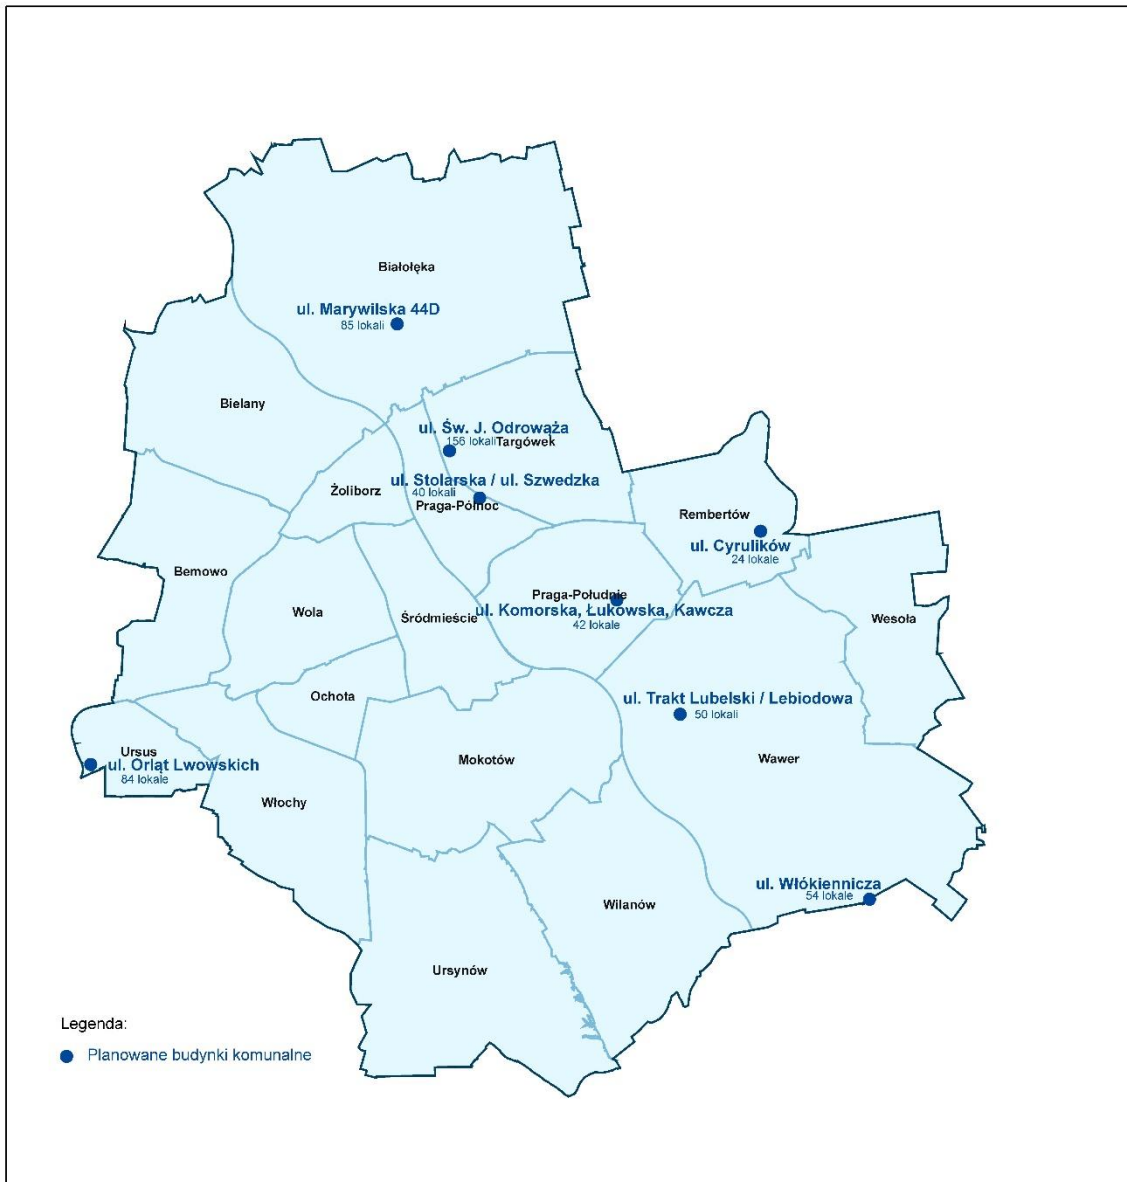 Białołęka
ul. Marywilska 44D
85 lokali
Bielany
ul. Św. J. Odrowąża
156 lokali
Targówek
ul. Stolarska / ul. Szwedzka
40 lokali
Praga-Północ
Żoliborz
Rembertów
ul. Cyrulików
24 lokale
Bemowo
Wola
Śródmieście
Praga-Południe
ul. Komorska, Łukowska, Kawcza
42 lokale
Wesoła
Ochota
ul. Trakt Lubelski / Lebiodowa
50 lokali
Ursus
ul. Orląt Lwowskich
84 lokale
Mokotów
Wawer
Włochy
ul. Włókiennicza
54 lokale
Wilanów
Ursynów
Legenda:
Planowane budynki komunalne